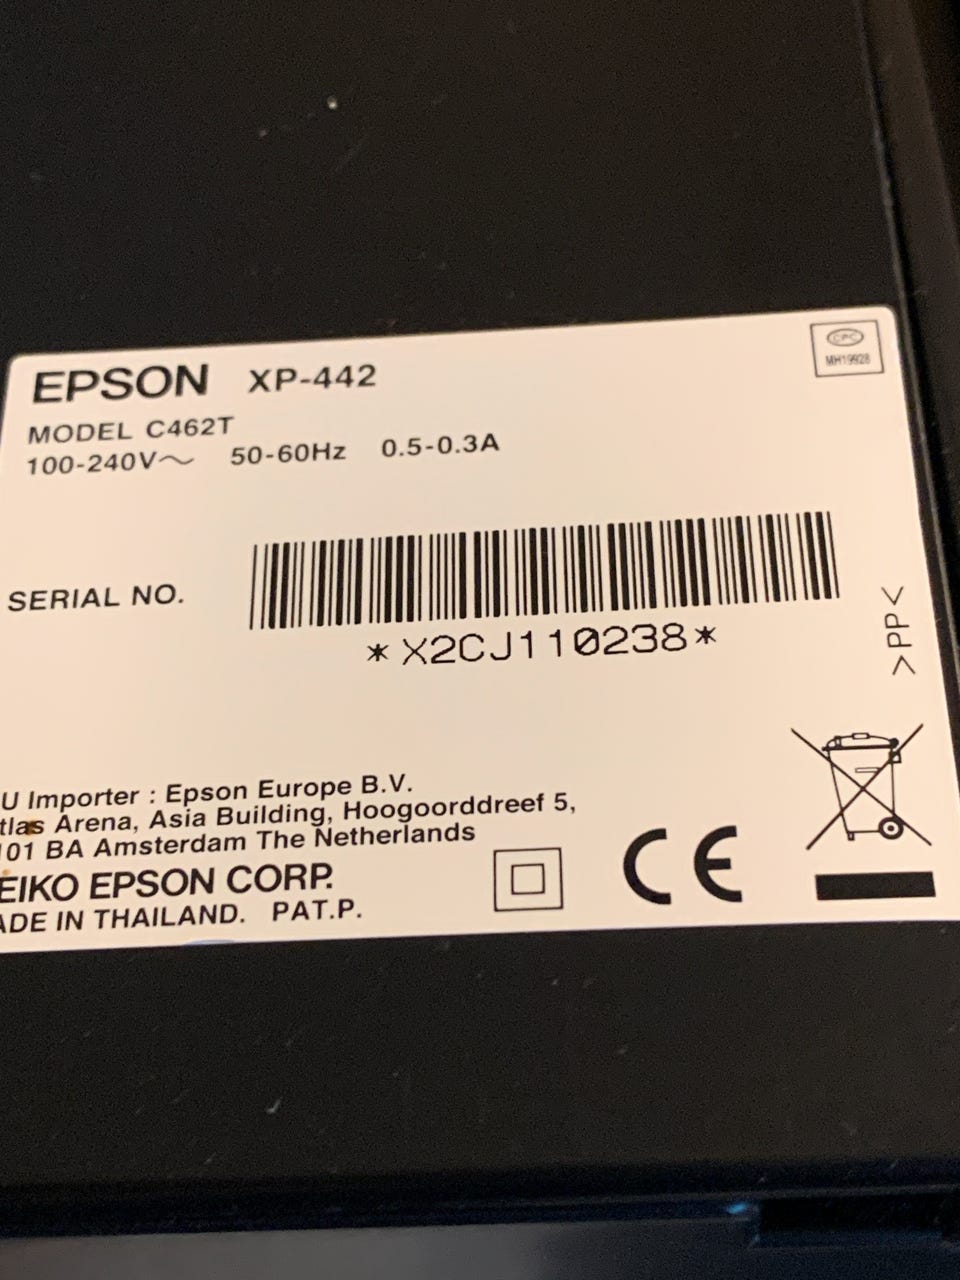 EPSON XP-442
CPC
MH19928
MODEL C462T
100-240V～ 50-60Hz 0.5-0.3A
SERIAL NO.
*X2CJ110238*
>PP<
U Importer : Epson Europe B.V.
tlas Arena, Asia Building, Hoogoorddreef 5,
101 BA Amsterdam The Netherlands
EIKO EPSON CORP.
ADE IN THAILAND. PAT.P.
CE